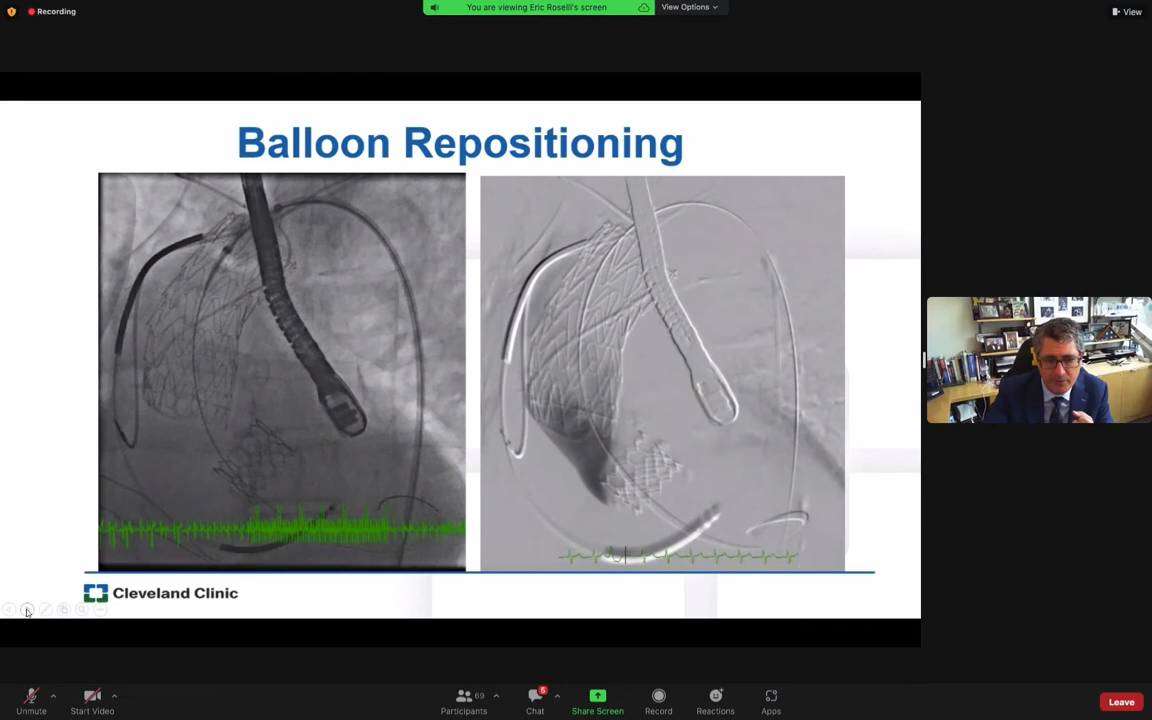 Recording
You are viewing Eric Roselli's screen
View Options
View
Balloon Repositioning
Cleveland Clinic
Unmute
Start Video
Participants
69
Chat
5
Share Screen
Record
Reactions
Apps
Leave